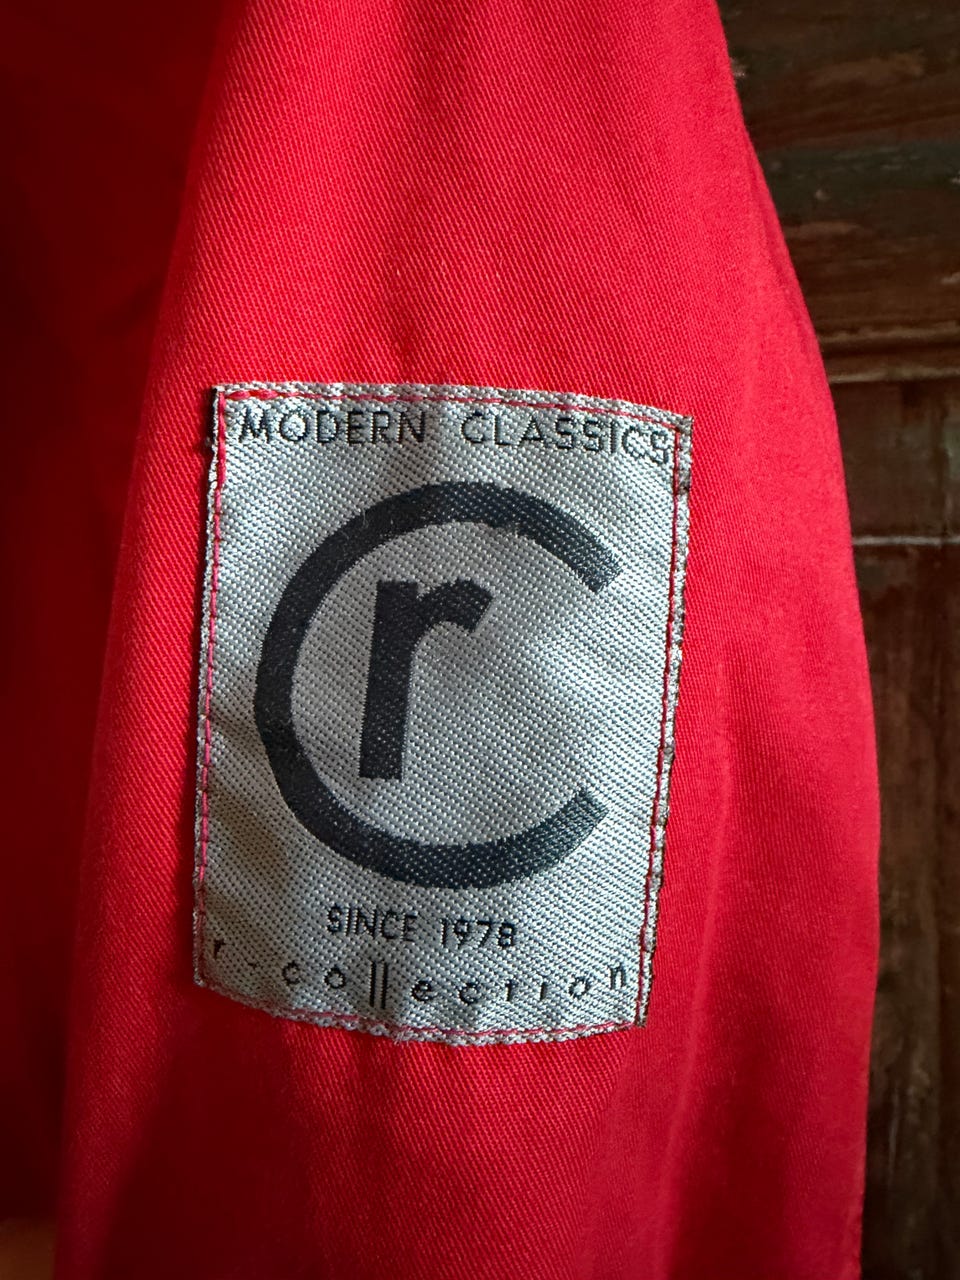 MODERN CLASSICS
r
SINCE 1978
r-collection